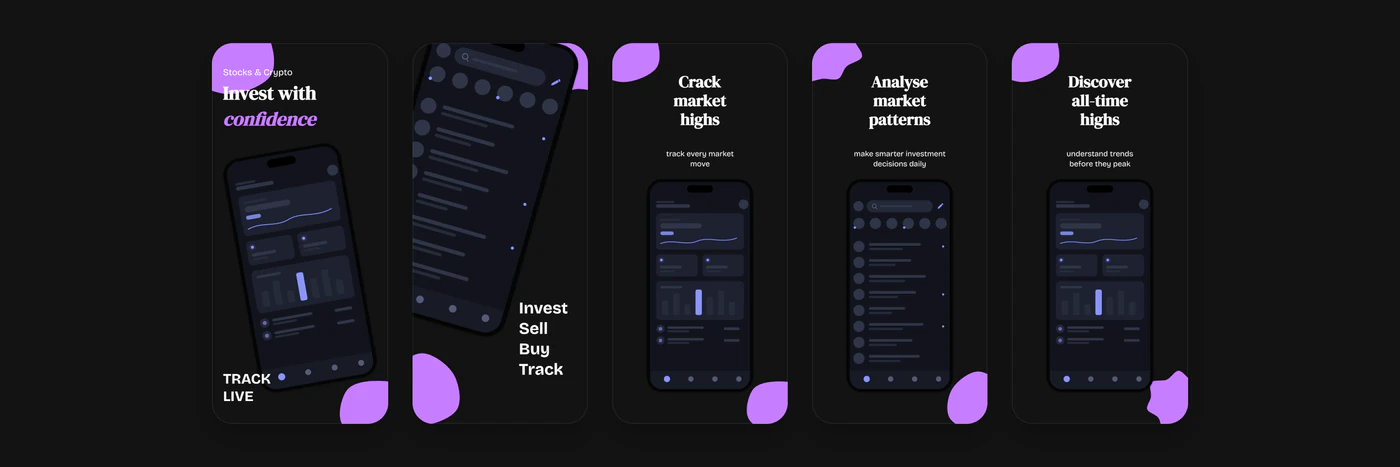 Stocks & Crypto
Invest with
confidence
TRACK
LIVE
Invest
Sell
Buy
Track
Crack
market
highs
track every market
move
Analyse
market
patterns
make smarter investment
decisions daily
Discover
all-time
highs
understand trends
before they peak